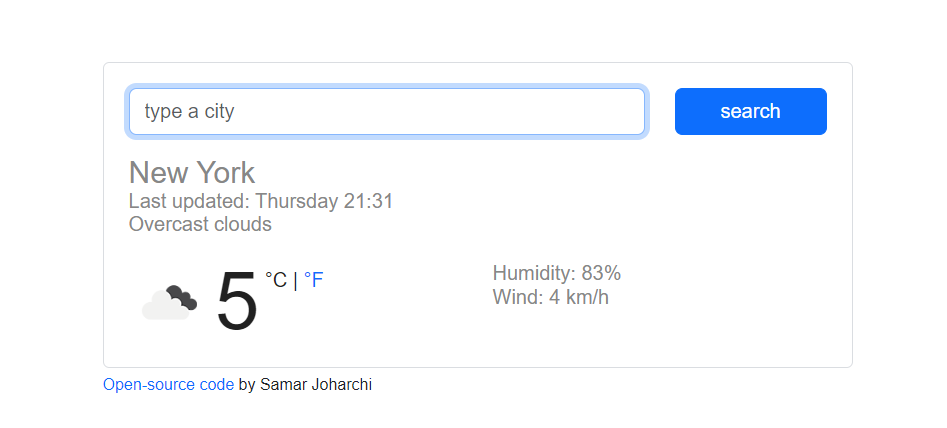 type a city
search
New York
Last updated: Thursday 21:31
Overcast clouds
5 °C | °F
Humidity: 83%
Wind: 4 km/h
Open-source code by Samar Joharchi